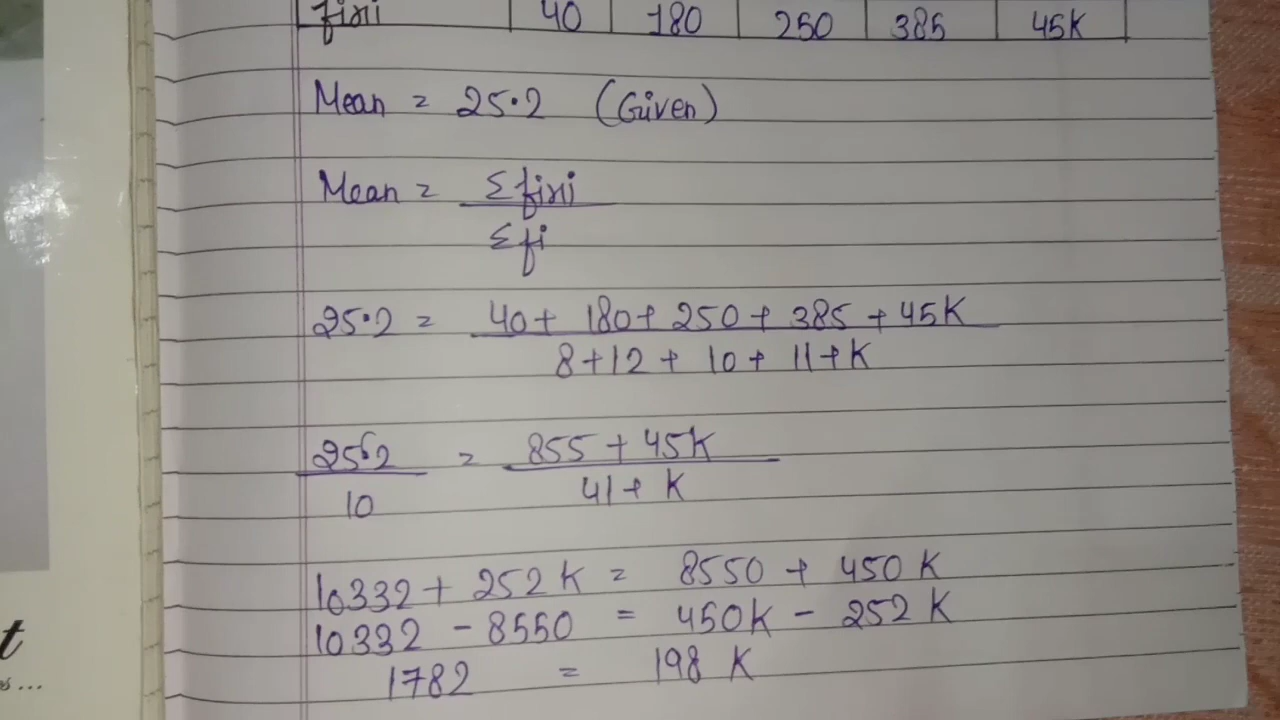 fixi 40 180 250 385 45K
Mean = 25.2 (Given)
Mean = Σfixi
Σfi
25.2 = 40+ 180+ 250+ 385 + 45K
8+12 + 10 + 11+K
252 = 855 + 45K
10 41+ K
10332+ 252K = 8550 + 450 K
10332 - 8550 = 450K - 252 K
1782 = 198 K
t
s...